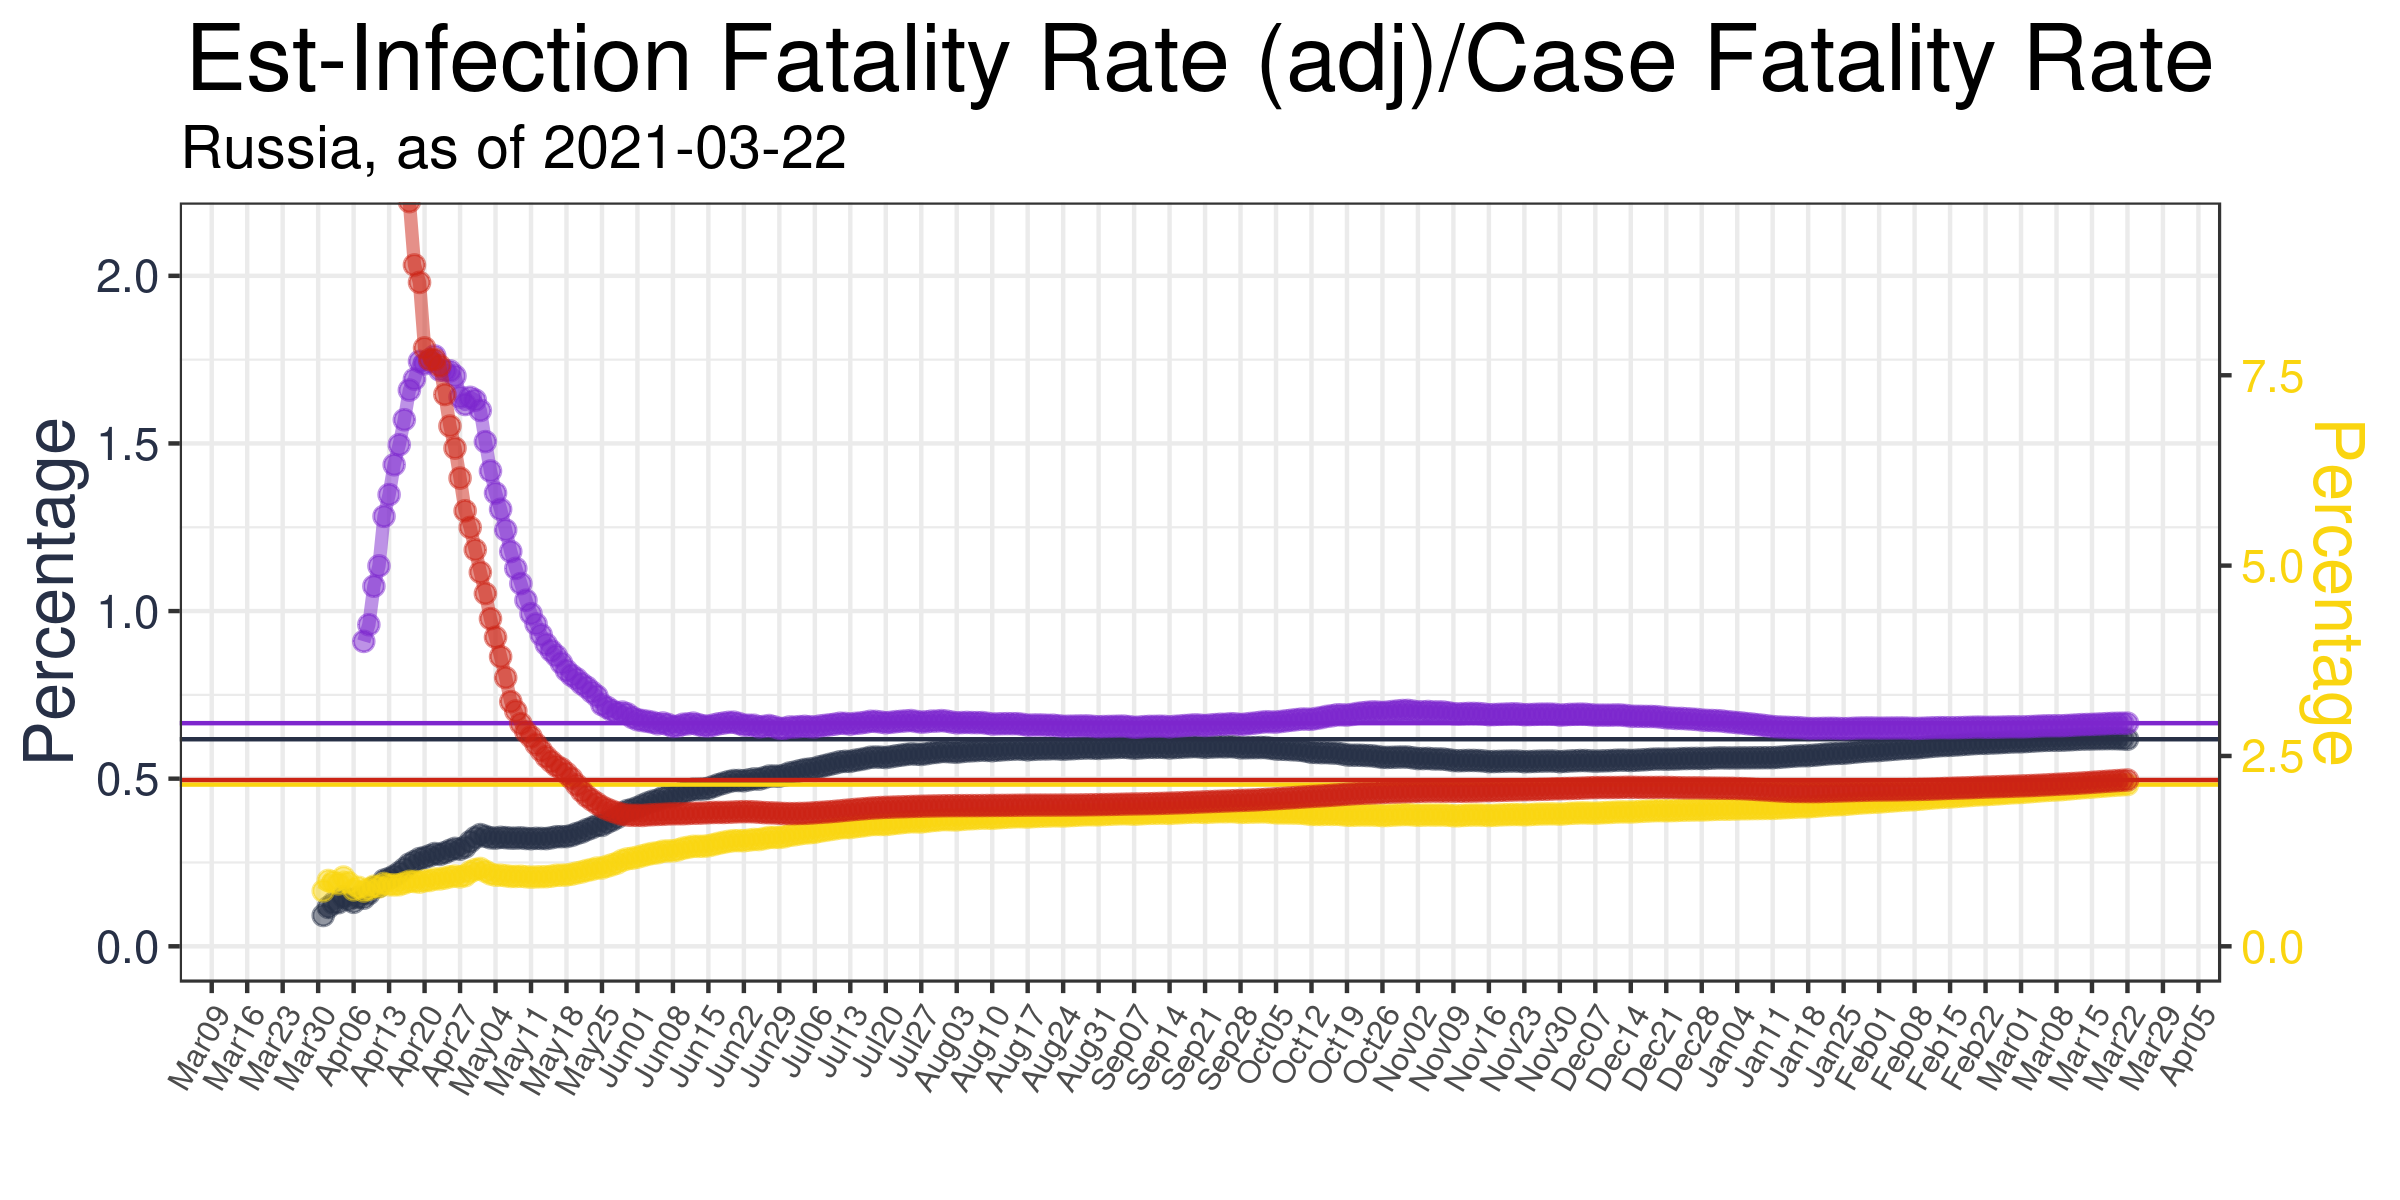 Est-Infection Fatality Rate (adj)/Case Fatality Rate
Russia, as of 2021-03-22
Percentage
2.0
1.5
1.0
0.5
0.0
7.5
5.0
2.5
0.0
Percentage
Mar09
Mar16
Mar23
Mar30
Apr06
Apr13
Apr20
Apr27
May04
May11
May18
May25
Jun01
Jun08
Jun15
Jun22
Jun29
Jul06
Jul13
Jul20
Jul27
Aug03
Aug10
Aug17
Aug24
Aug31
Sep07
Sep14
Sep21
Sep28
Oct05
Oct12
Oct19
Oct26
Nov02
Nov09
Nov16
Nov23
Nov30
Dec07
Dec14
Dec21
Dec28
Jan04
Jan11
Jan18
Jan25
Feb01
Feb08
Feb15
Feb22
Mar01
Mar08
Mar15
Mar22
Mar29
Apr05